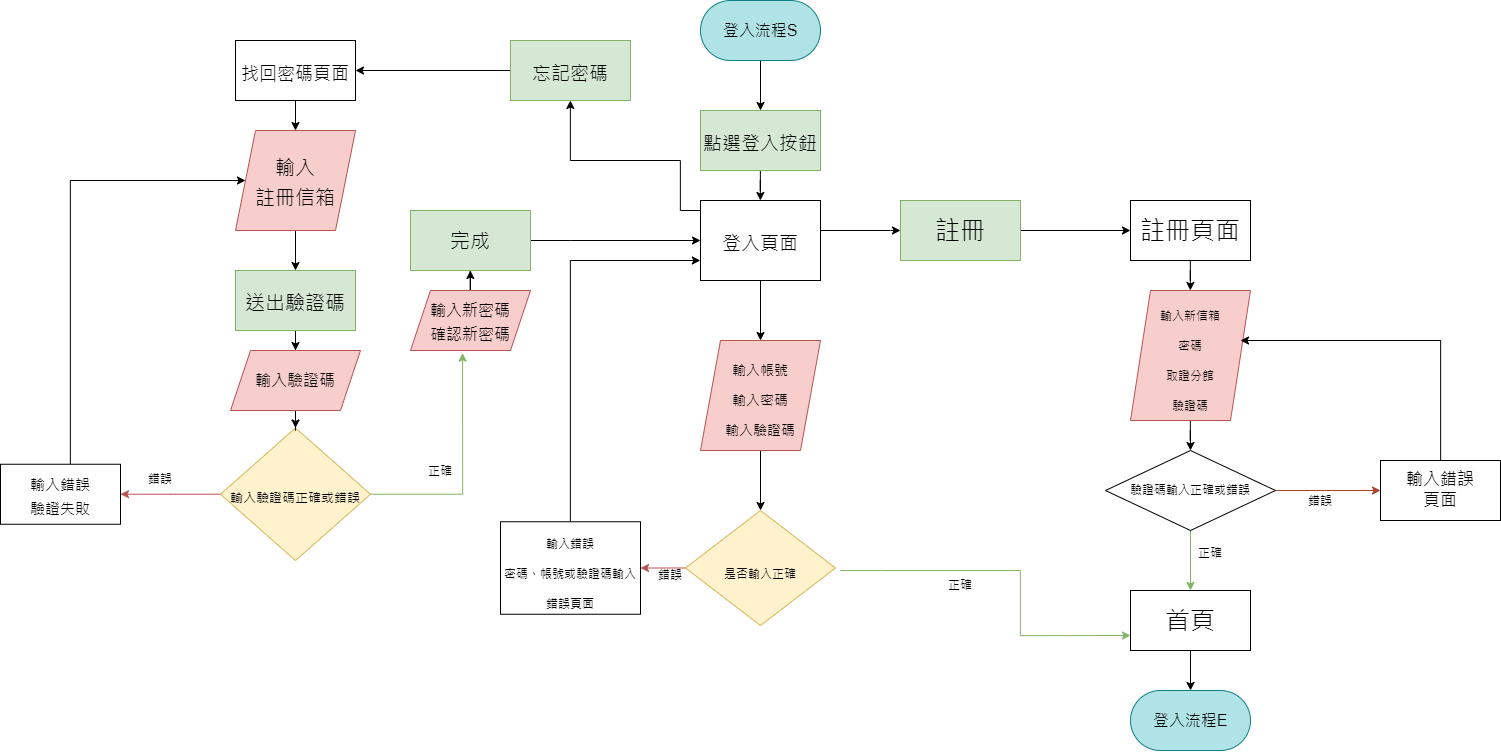 登入流程S
找回密碼頁面
忘記密碼
點選登入按鈕
輸入
註冊信箱
完成
登入頁面
註冊
註冊頁面
送出驗證碼
輸入新密碼
確認新密碼
輸入新信箱
密碼
取證分館
驗證碼
輸入驗證碼
輸入帳號
輸入密碼
輸入驗證碼
輸入錯誤
驗證失敗
錯誤
輸入驗證碼正確或錯誤
正確
驗證碼輸入正確或錯誤
錯誤
輸入錯誤
頁面
正確
輸入錯誤
密碼、帳號或驗證碼輸入
錯誤頁面
錯誤
是否輸入正確
正確
首頁
登入流程E